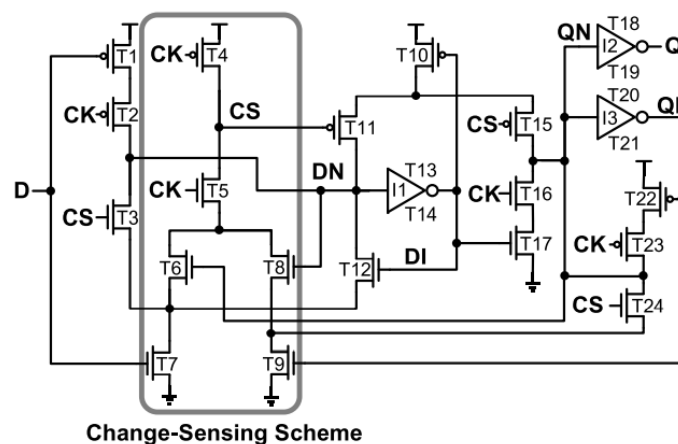 T18
QN
I2
Q
T19
T1
CK
T4
T10
T20
QI
I3
T21
CK
T2
CS
T11
CS
T15
DN
T13
I1
T14
CK
T16
T22
D
CK
T5
CS
T3
T17
CK
T23
T6
T8
T12
DI
CS
T24
T7
T9
Change-Sensing Scheme